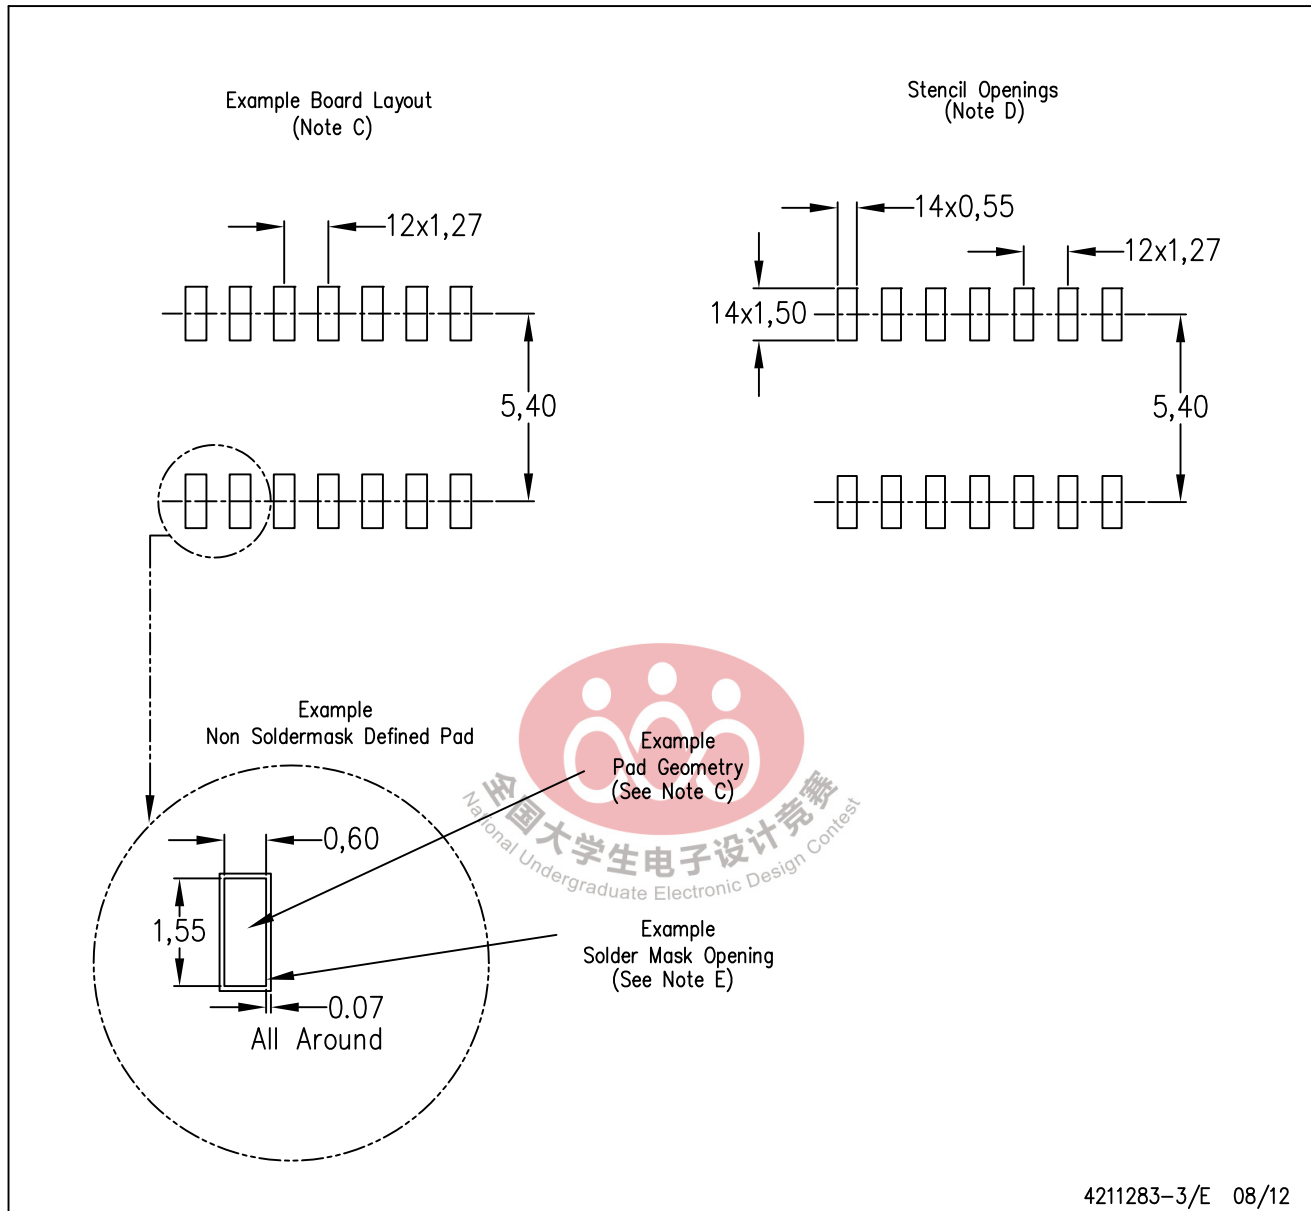 Example Board Layout
(Note C)
Stencil Openings
(Note D)
12x1,27
5,40
14x0,55
12x1,27
14x1,50
5,40
Example
Non Soldermask Defined Pad
Example
Pad Geometry
(See Note C)
0,60
1,55
0.07
All Around
Example
Solder Mask Opening
(See Note E)
全国大学生电子设计竞赛
National Undergraduate Electronic Design Contest
4211283-3/E 08/12